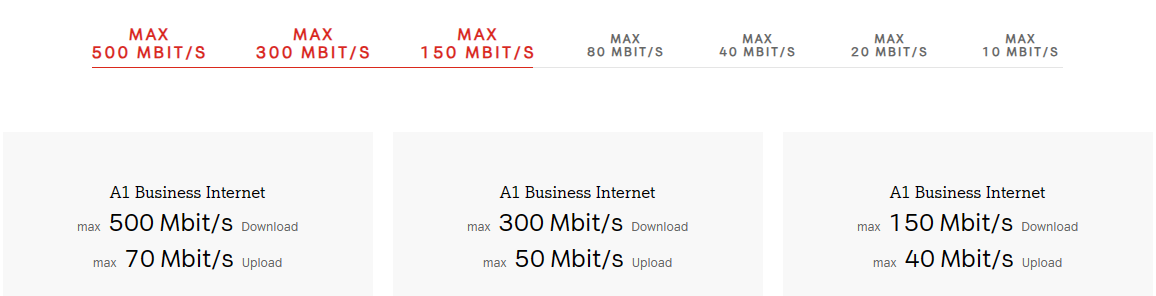 MAX
500 MBIT/S
MAX
300 MBIT/S
MAX
150 MBIT/S
MAX
80 MBIT/S
MAX
40 MBIT/S
MAX
20 MBIT/S
MAX
10 MBIT/S
A1 Business Internet
max 500 Mbit/s Download
max 70 Mbit/s Upload
A1 Business Internet
max 300 Mbit/s Download
max 50 Mbit/s Upload
A1 Business Internet
max 150 Mbit/s Download
max 40 Mbit/s Upload